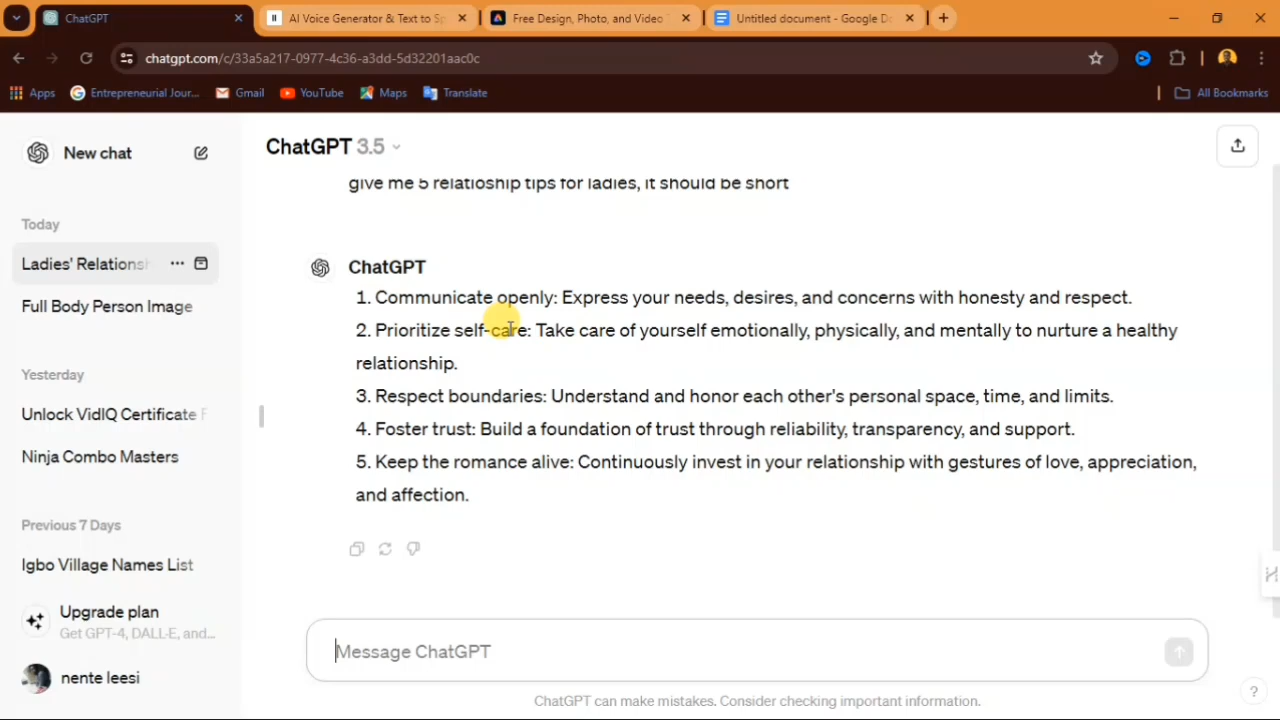 ChatGPT
AI Voice Generator & Text to Sp
Free Design, Photo, and Video T
Untitled document - Google Do
chatgpt.com/c/33a5a217-0977-4c36-a3dd-5d32201aac0c
Apps
Entrepreneurial Jour...
Gmail
YouTube
Maps
Translate
All Bookmarks
New chat
Today
Ladies' Relationsh
Full Body Person Image
Yesterday
Unlock VidIQ Certificate F
Ninja Combo Masters
Previous 7 Days
Igbo Village Names List
Upgrade plan
Get GPT-4, DALL·E, and...
nente leesi
ChatGPT 3.5
give me 5 relatioship tips for ladies, it should be short
ChatGPT
1. Communicate openly: Express your needs, desires, and concerns with honesty and respect.
2. Prioritize self-care: Take care of yourself emotionally, physically, and mentally to nurture a healthy
relationship.
3. Respect boundaries: Understand and honor each other's personal space, time, and limits.
4. Foster trust: Build a foundation of trust through reliability, transparency, and support.
5. Keep the romance alive: Continuously invest in your relationship with gestures of love, appreciation,
and affection.
Message ChatGPT
ChatGPT can make mistakes. Consider checking important information.
?